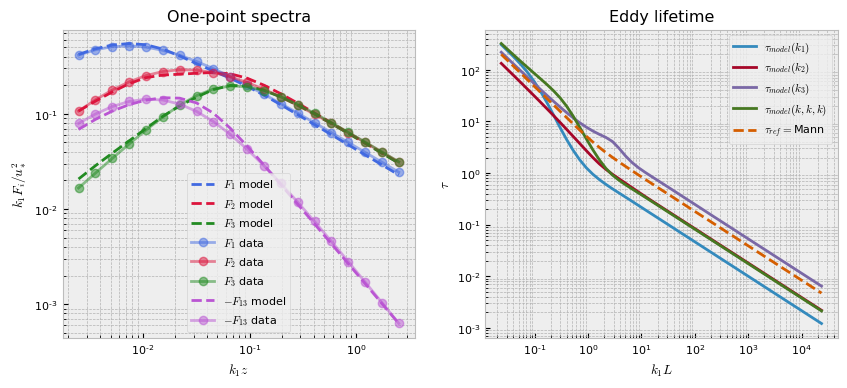 One-point spectra
k₁F_i/u_*²
10⁻¹
10⁻²
10⁻³
F₁ model
F₂ model
F₃ model
F₁ data
F₂ data
F₃ data
−F₁₃ model
−F₁₃ data
10⁻² 10⁻¹ 10⁰
k₁z
Eddy lifetime
τ
10²
10¹
10⁰
10⁻¹
10⁻²
10⁻³
τ_model(k₁)
τ_model(k₂)
τ_model(k₃)
τ_model(k, k, k)
τ_ref = Mann
10⁻¹ 10⁰ 10¹ 10² 10³ 10⁴
k₁L